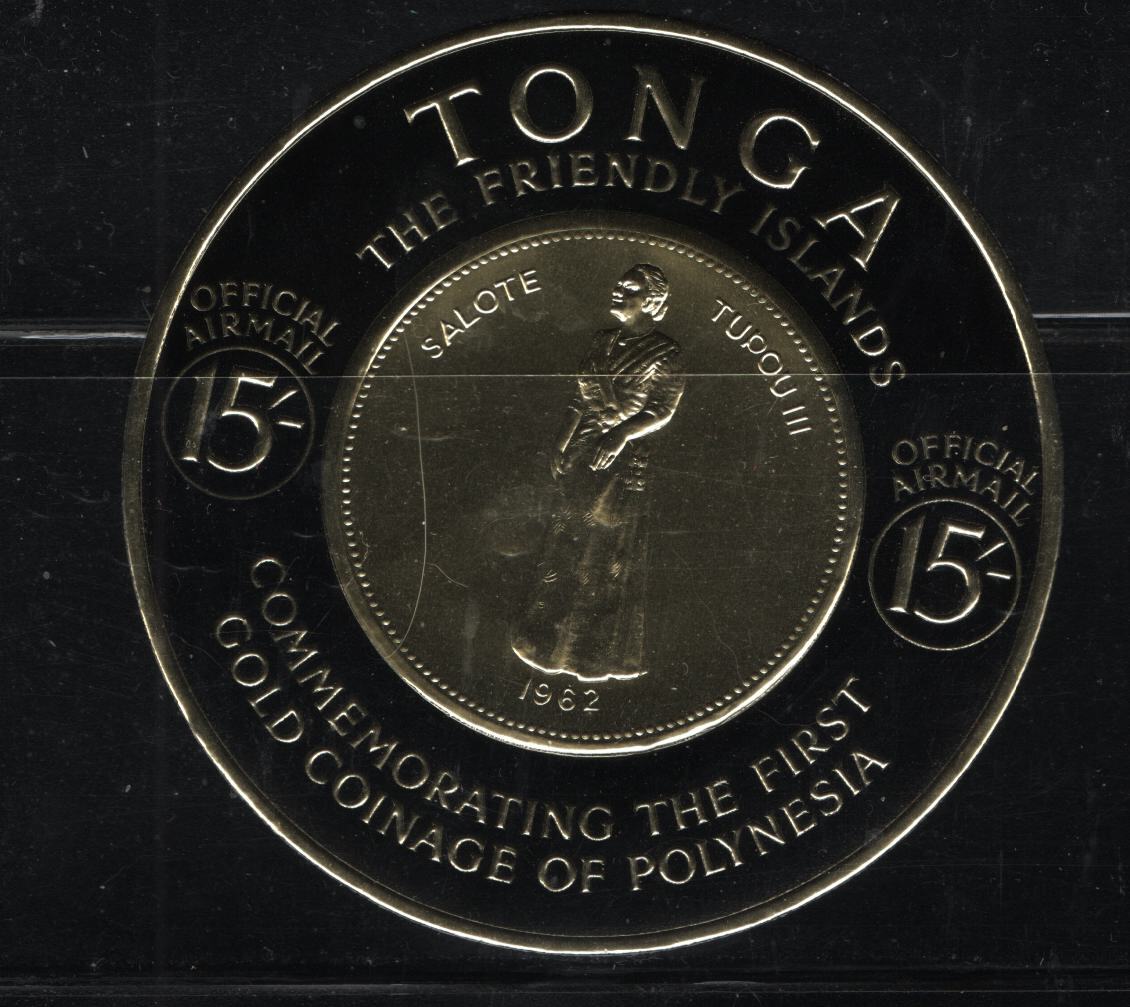 TONGA
THE FRIENDLY ISLANDS
OFFICIAL
AIRMAIL
15/-
SALOTE TUPOU III
1962
OFFICIAL
AIRMAIL
15/-
COMMEMORATING THE FIRST
GOLD COINAGE OF POLYNESIA